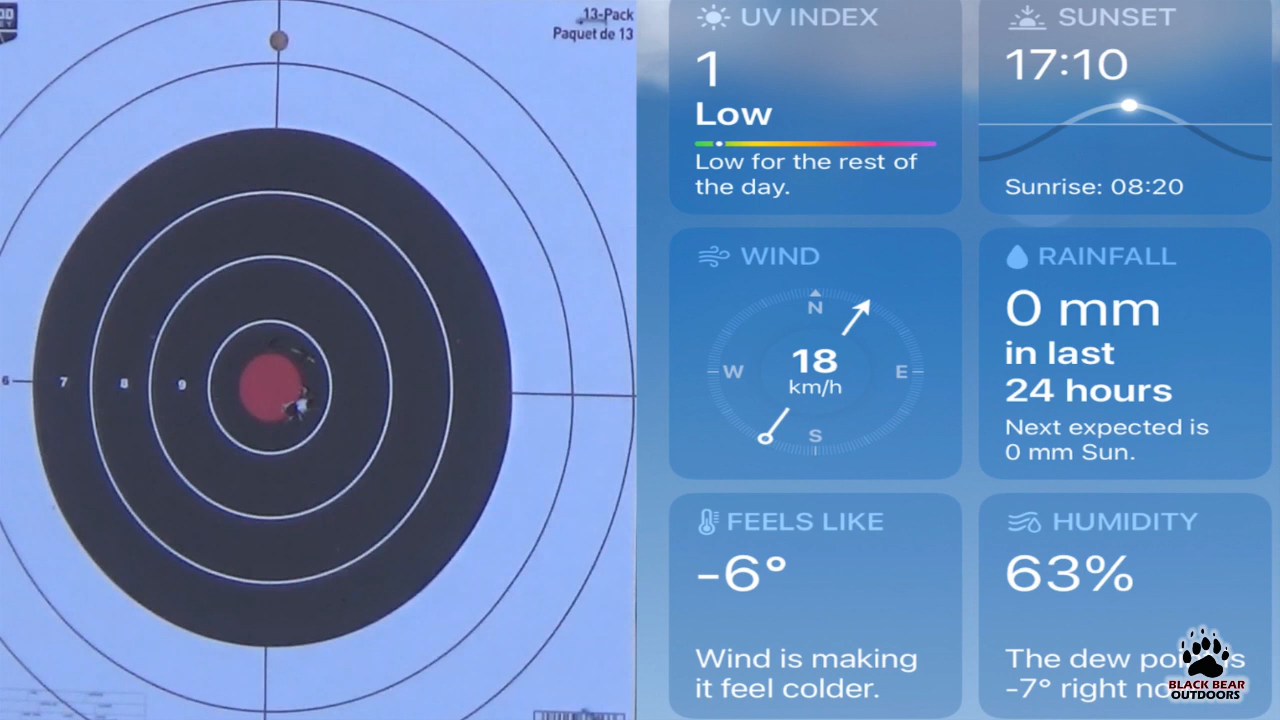 13-Pack
Paquet de 13
6
7
8
9
UV INDEX
1
Low
Low for the rest of
the day.
SUNSET
17:10
Sunrise: 08:20
WIND
N
W
E
S
18
km/h
RAINFALL
0 mm
in last
24 hours
Next expected is
0 mm Sun.
FEELS LIKE
-6°
Wind is making
it feel colder.
HUMIDITY
63%
The dew
-7° right
BLACK BEAR
OUTDOORS